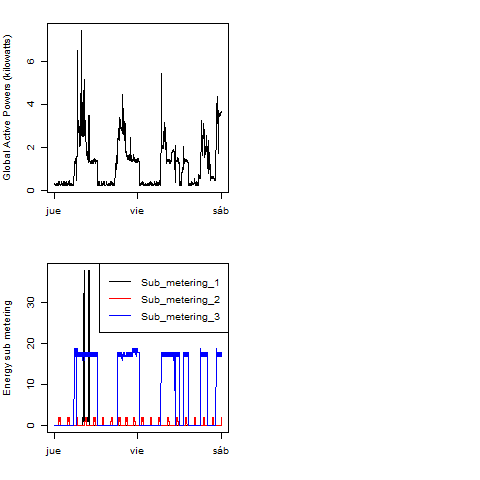 Global Active Powers (kilowatts)
6
4
2
0
jue vie sáb
Energy sub metering
30
20
10
0
Sub_metering_1
Sub_metering_2
Sub_metering_3
jue vie sáb